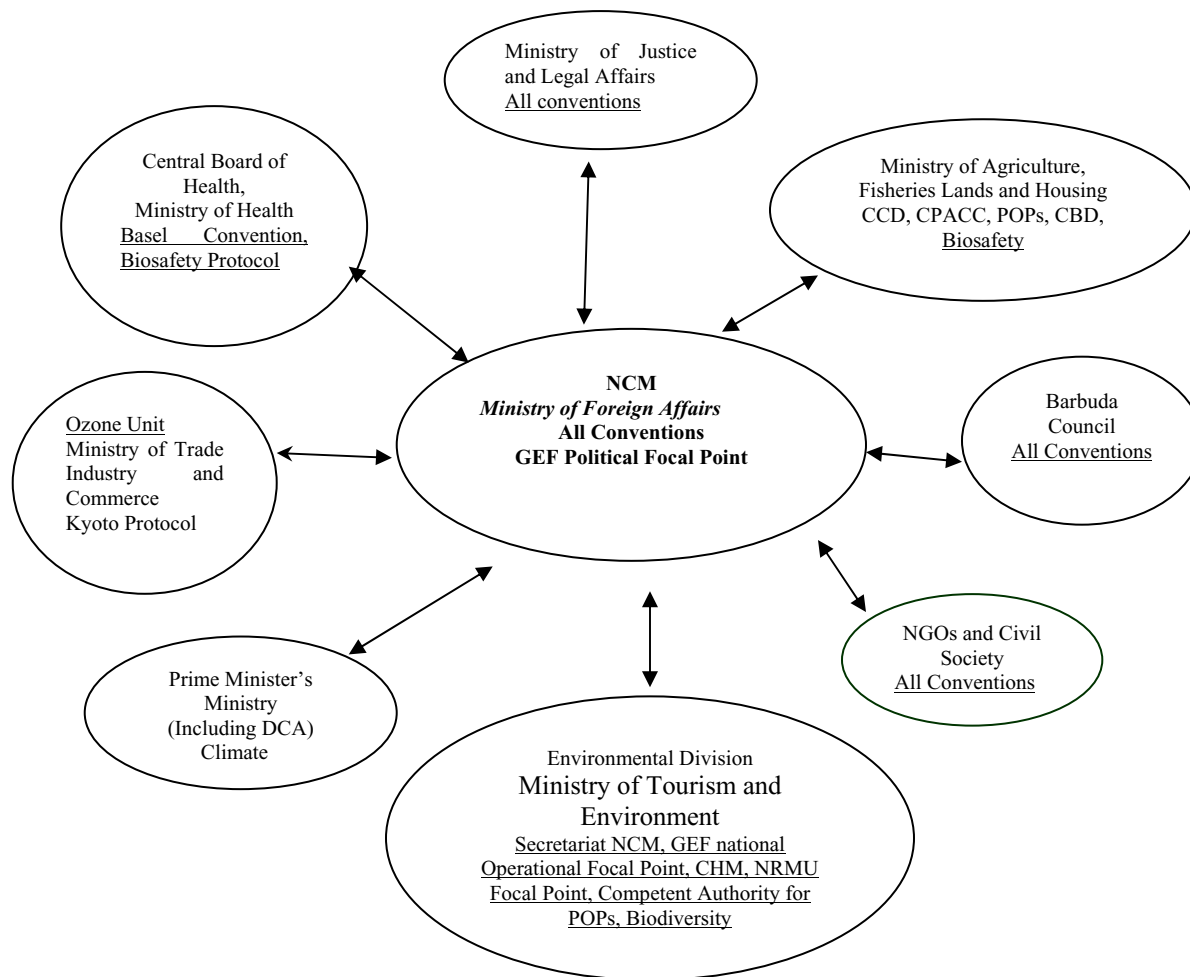 Ministry of Justice
and Legal Affairs
All conventions
Central Board of
Health,
Ministry of Health
Basel Convention,
Biosafety Protocol
Ministry of Agriculture,
Fisheries Lands and Housing
CCD, CPACC, POPs, CBD,
Biosafety
NCM
Ministry of Foreign Affairs
All Conventions
GEF Political Focal Point
Ozone Unit
Ministry of Trade
Industry and
Commerce
Kyoto Protocol
Barbuda
Council
All Conventions
NGOs and Civil
Society
All Conventions
Prime Minister's
Ministry
(Including DCA)
Climate
Environmental Division
Ministry of Tourism and
Environment
Secretariat NCM, GEF national
Operational Focal Point, CHM, NRMU
Focal Point, Competent Authority for
POPs, Biodiversity